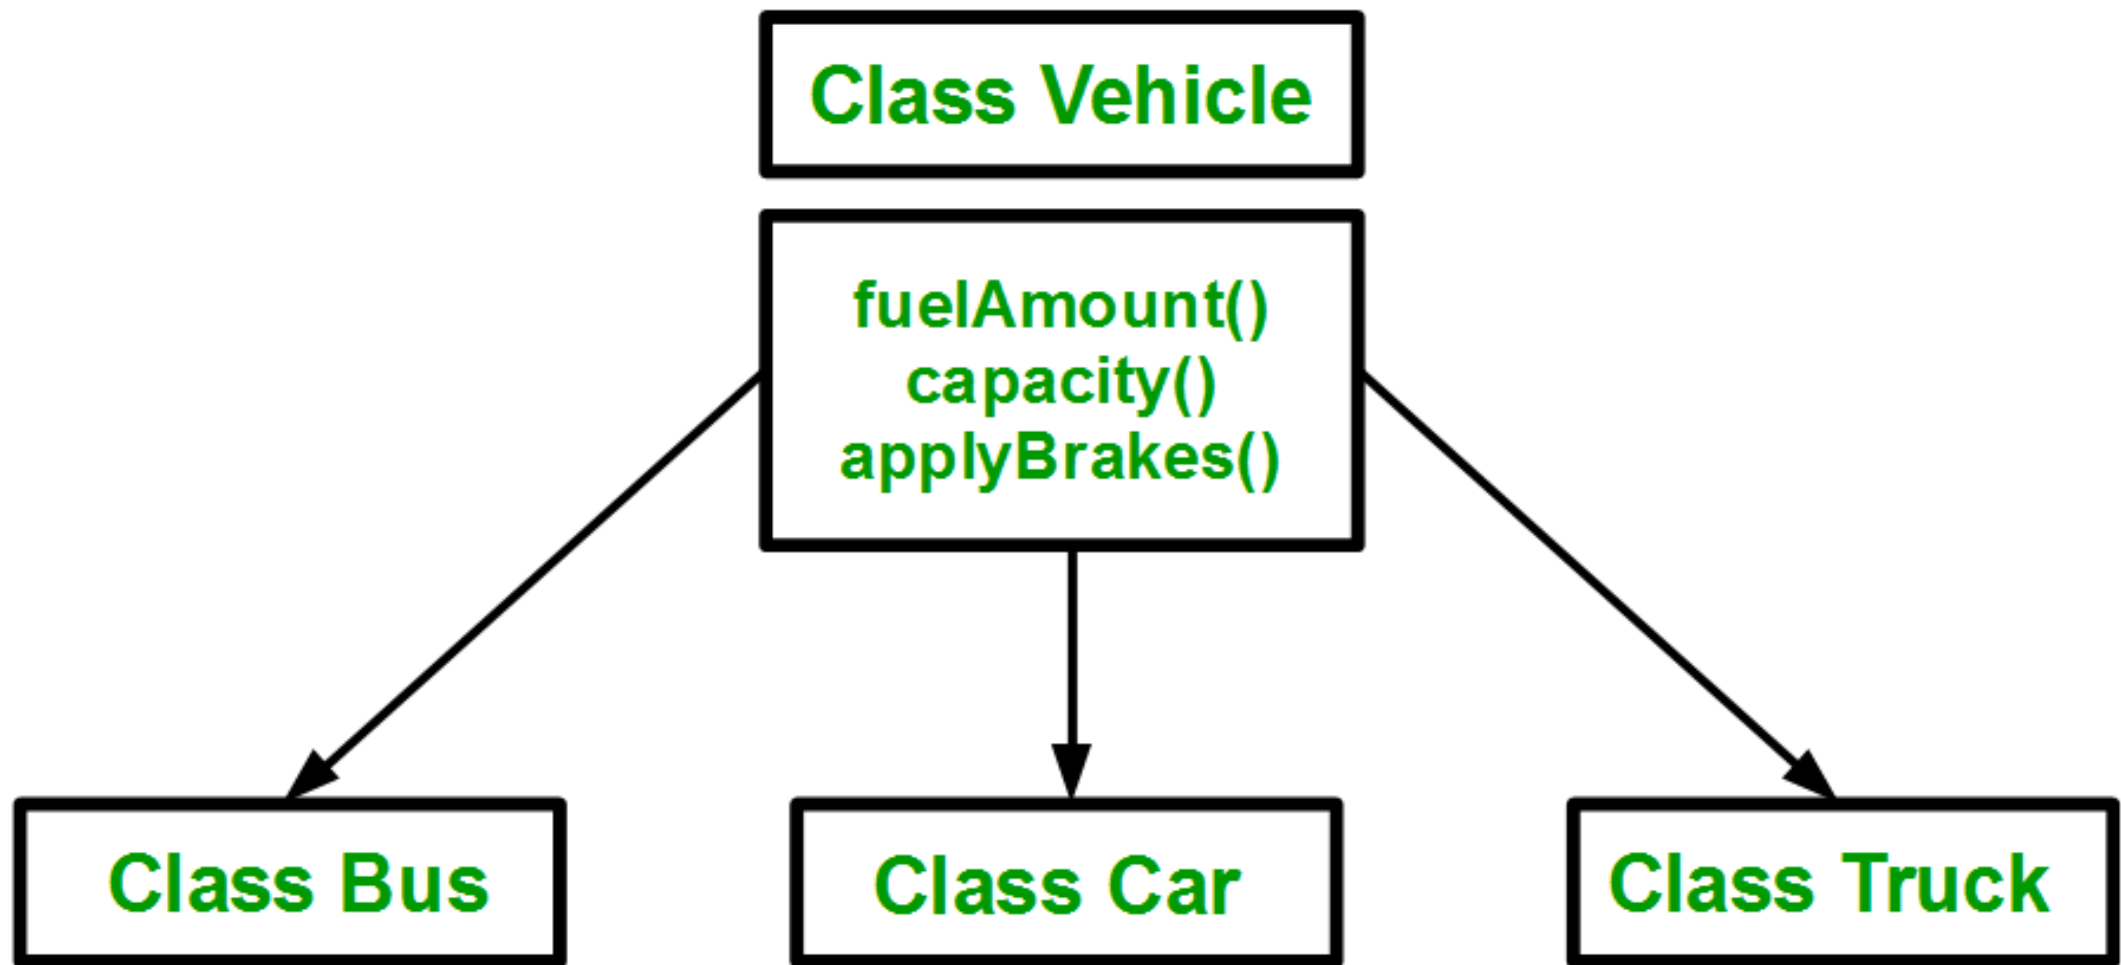 Class Vehicle
fuelAmount()
capacity()
applyBrakes()
Class Bus
Class Car
Class Truck